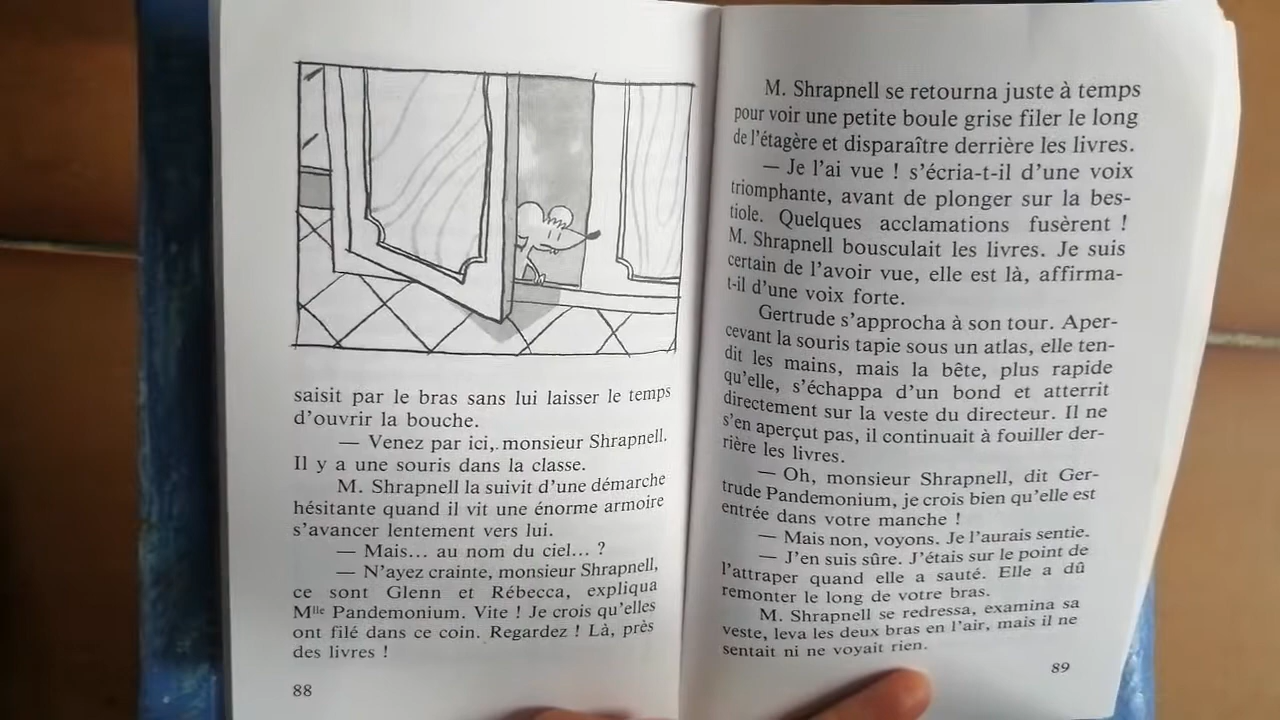 saisit par le bras sans lui laisser le temps
d'ouvrir la bouche.
— Venez par ici, monsieur Shrapnell.
Il y a une souris dans la classe.
M. Shrapnell la suivit d'une démarche
hésitante quand il vit une énorme armoire
s'avancer lentement vers lui.
— Mais... au nom du ciel... ?
— N'ayez crainte, monsieur Shrapnell,
ce sont Glenn et Rébecca, expliqua
Mlle Pandemonium. Vite ! Je crois qu'elles
ont filé dans ce coin. Regardez ! Là, près
des livres !
88
M. Shrapnell se retourna juste à temps
pour voir une petite boule grise filer le long
de l'étagère et disparaître derrière les livres.
— Je l'ai vue ! s'écria-t-il d'une voix
triomphante, avant de plonger sur la bes-
tiole. Quelques acclamations fusèrent !
M. Shrapnell bousculait les livres. Je suis
certain de l'avoir vue, elle est là, affirma-
t-il d'une voix forte.
Gertrude s'approcha à son tour. Aper-
cevant la souris tapie sous un atlas, elle ten-
dit les mains, mais la bête, plus rapide
qu'elle, s'échappa d'un bond et atterrit
directement sur la veste du directeur. Il ne
s'en aperçut pas, il continuait à fouiller der-
rière les livres.
— Oh, monsieur Shrapnell, dit Ger-
trude Pandemonium, je crois bien qu'elle est
entrée dans votre manche !
— Mais non, voyons. Je l'aurais sentie.
— J'en suis sûre. J'étais sur le point de
l'attraper quand elle a sauté. Elle a dû
remonter le long de votre bras.
M. Shrapnell se redressa, examina sa
veste, leva les deux bras en l'air, mais il ne
sentait ni ne voyait rien.
89